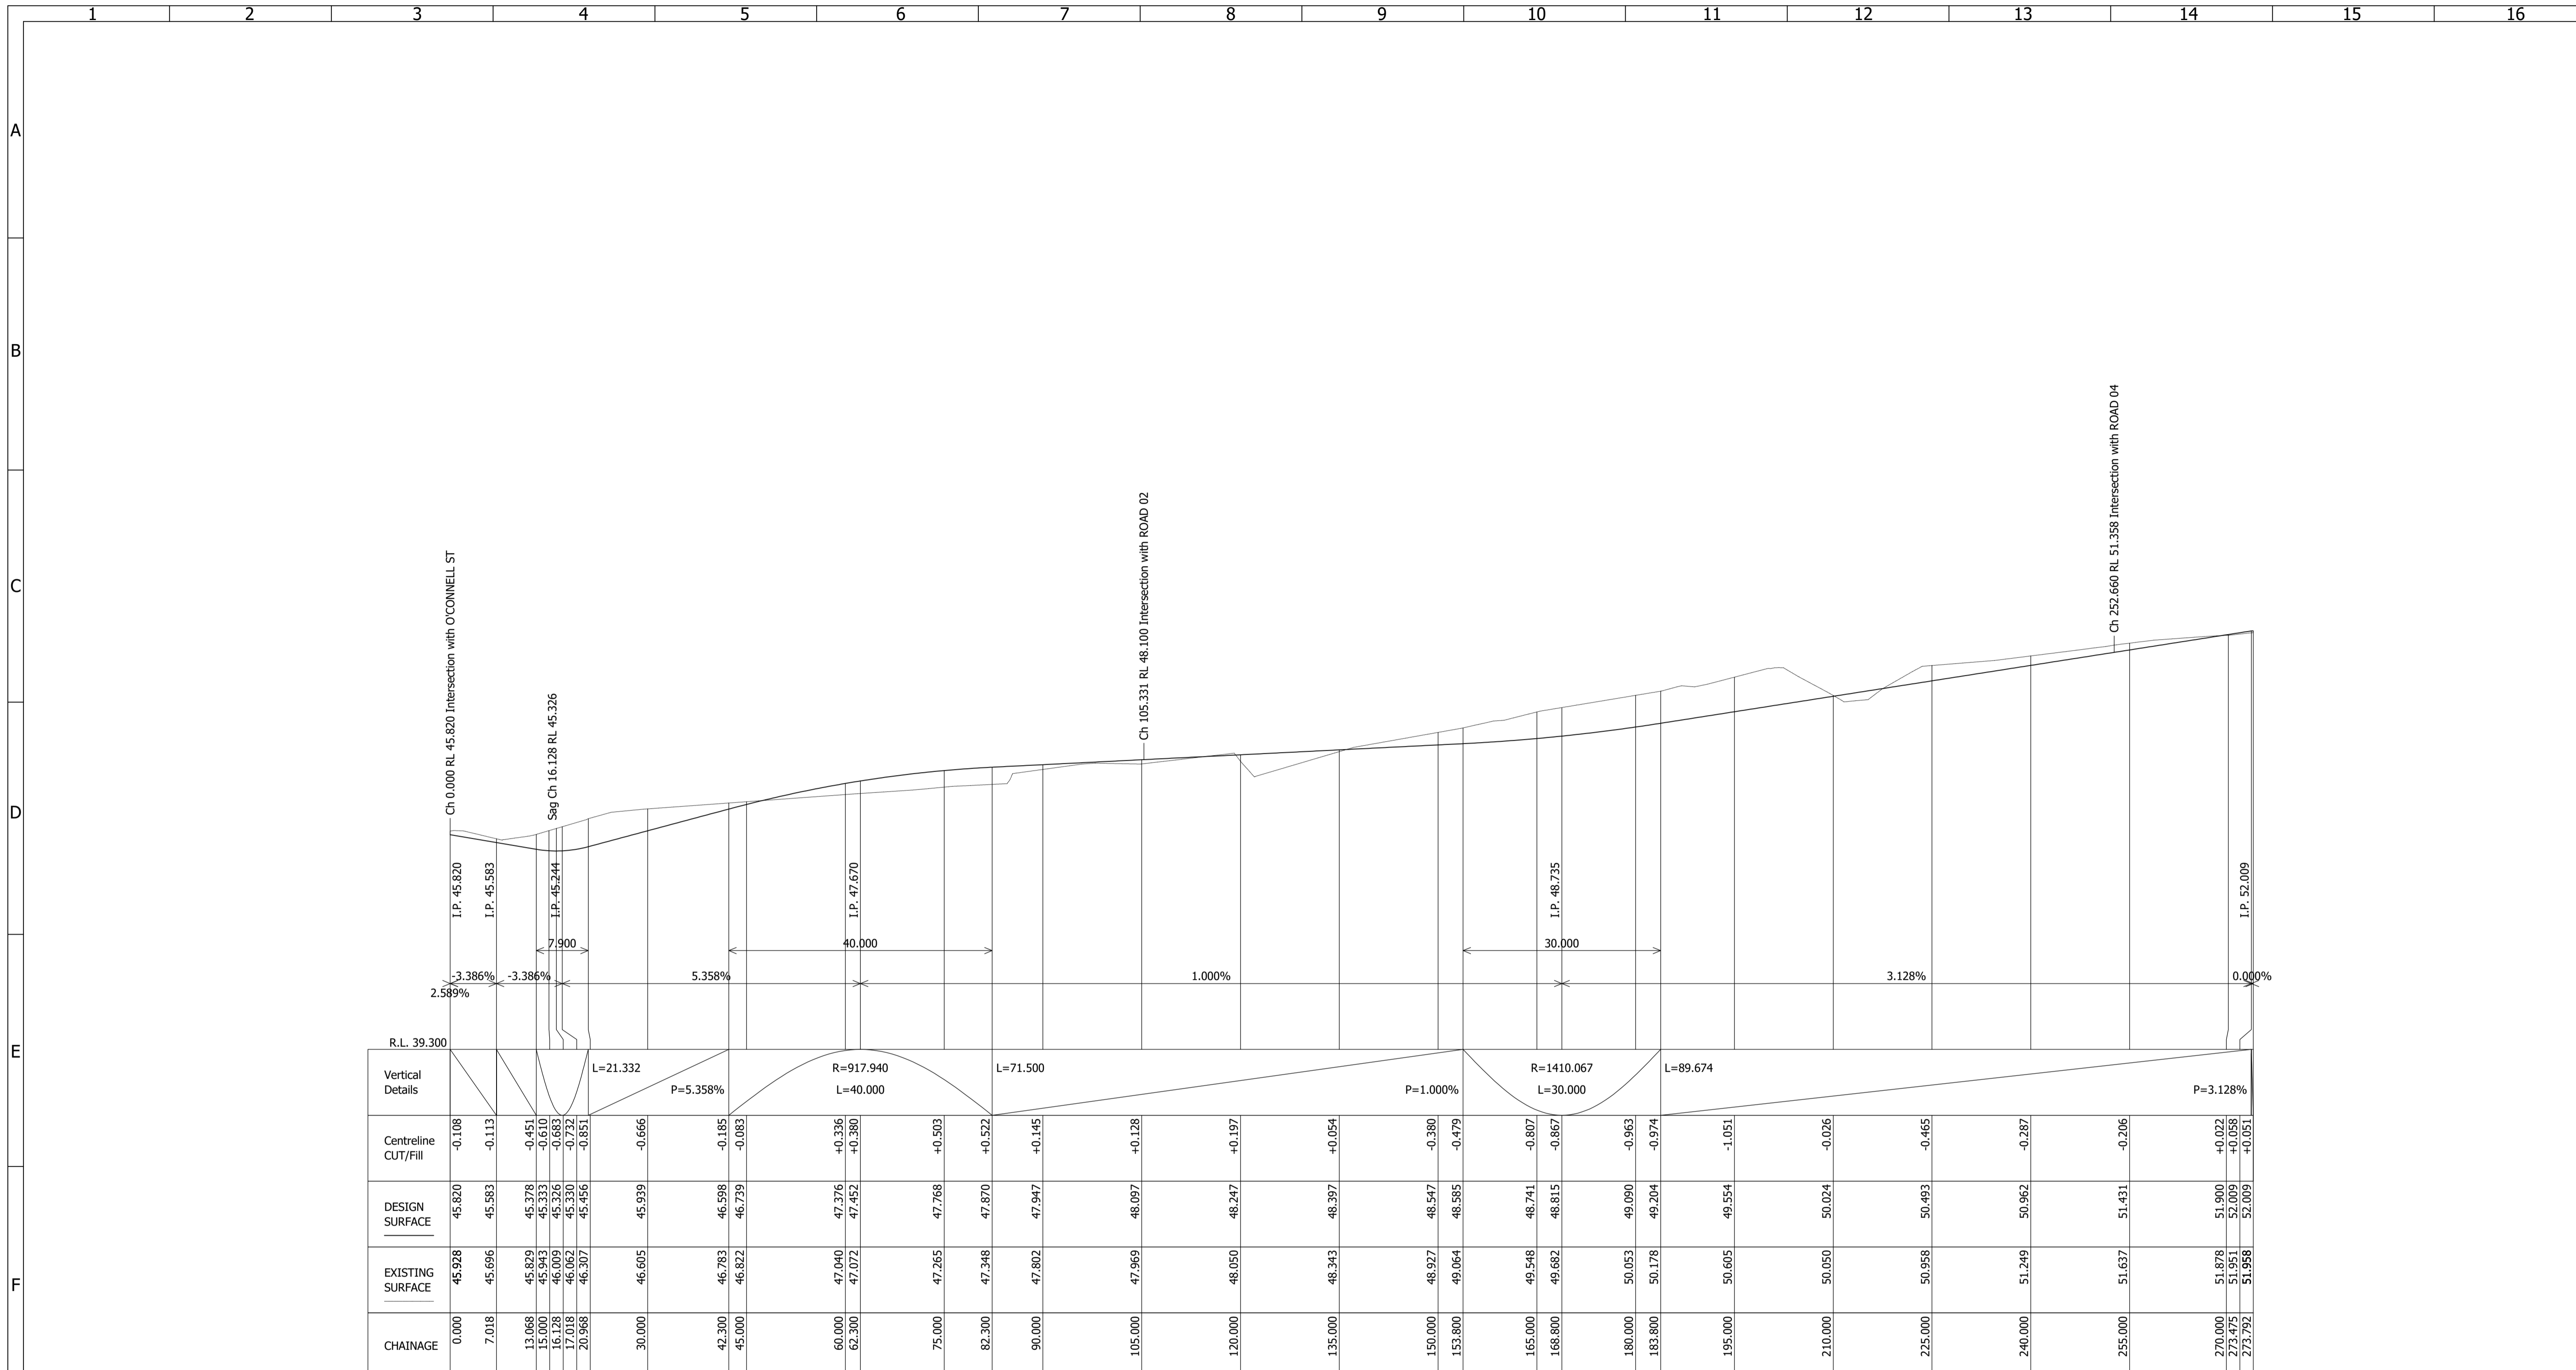 1 2 3 4 5 6 7 8 9 10 11 12 13 14 15 16
A
B
C
D
E
F
Ch 0.000 RL 45.820 Intersection with O'CONNELL ST
Sag Ch 16.128 RL 45.326
Ch 105.331 RL 48.100 Intersection with ROAD 02
Ch 252.660 RL 51.358 Intersection with ROAD 04
I.P. 45.820
I.P. 45.583
I.P. 45.244
I.P. 47.670
I.P. 48.735
I.P. 52.009
7.900 40.000 30.000
-3.386% -3.386% 5.358% 1.000% 3.128% 0.000%
2.589%
R.L. 39.300
Vertical
Details
L=21.332
P=5.358%
R=917.940
L=40.000
L=71.500
P=1.000%
R=1410.067
L=30.000
L=89.674
P=3.128%
Centreline
CUT/Fill
-0.108 -0.113 -0.451 -0.610 -0.683 -0.732 -0.851 -0.666 -0.185 -0.083 +0.336 +0.380 +0.503 +0.522 +0.145 +0.128 +0.197 +0.054 -0.380 -0.479 -0.807 -0.867 -0.963 -0.974 -1.051 -0.026 -0.465 -0.287 -0.206 +0.022 +0.058 +0.051
DESIGN
SURFACE
45.820 45.583 45.378 45.333 45.326 45.330 45.456 45.939 46.598 46.739 47.376 47.452 47.768 47.870 47.947 48.097 48.247 48.397 48.547 48.585 48.741 48.815 49.090 49.204 49.554 50.024 50.493 50.962 51.431 51.900 52.009 52.009
EXISTING
SURFACE
45.928 45.696 45.829 45.943 46.009 46.062 46.307 46.605 46.783 46.822 47.040 47.072 47.265 47.348 47.802 47.969 48.050 48.343 48.927 49.064 49.548 49.682 50.053 50.178 50.605 50.050 50.958 51.249 51.637 51.878 51.951 51.958
CHAINAGE
0.000 7.018 13.068 15.000 16.128 17.018 20.968 30.000 42.300 45.000 60.000 62.300 75.000 82.300 90.000 105.000 120.000 135.000 150.000 153.800 165.000 168.800 180.000 183.800 195.000 210.000 225.000 240.000 255.000 270.000 273.475 273.792